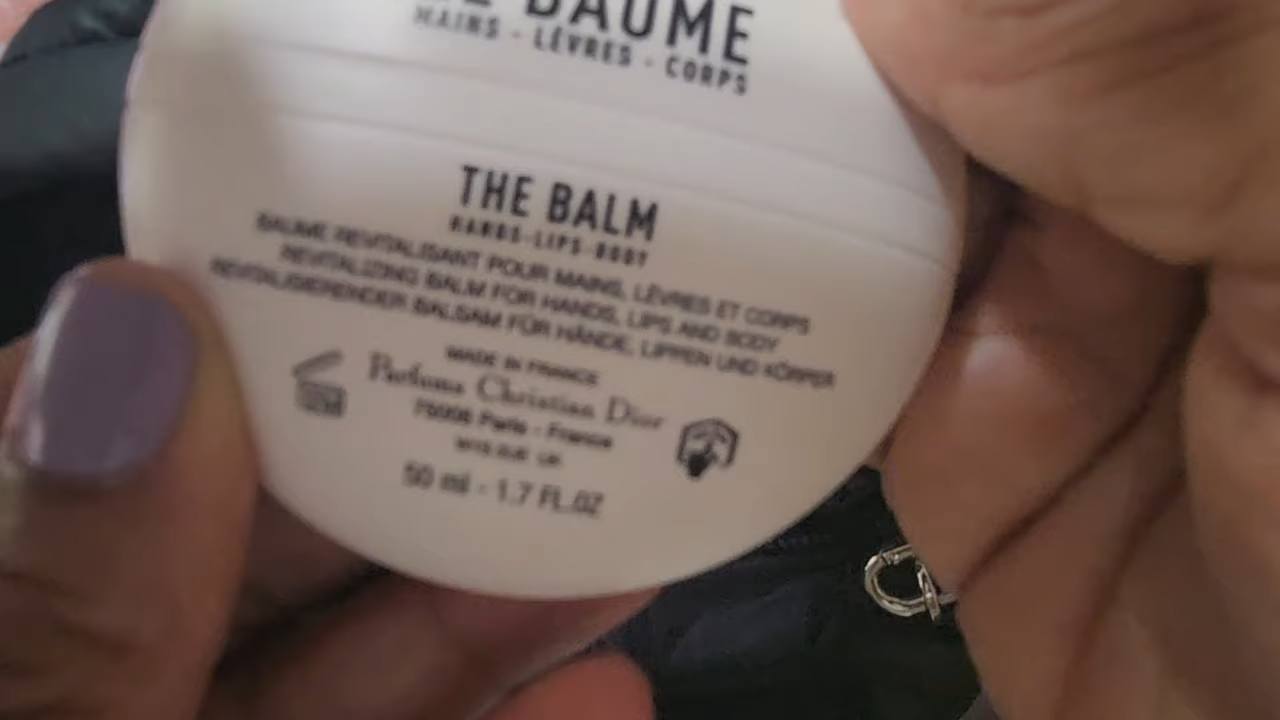 BAUME
MAINS - LÈVRES - CORPS
THE BALM
HANDS-LIPS-BODY
BAUME REVITALISANT POUR MAINS, LÈVRES ET CORPS
REVITALIZING BALM FOR HANDS, LIPS AND BODY
REVITALISIERENDER BALSAM FÜR HÄNDE, LIPPEN UND KÖRPER
MADE IN FRANCE
Parfums Christian Dior
75008 Paris - France
50 ml - 1.7 FL.OZ